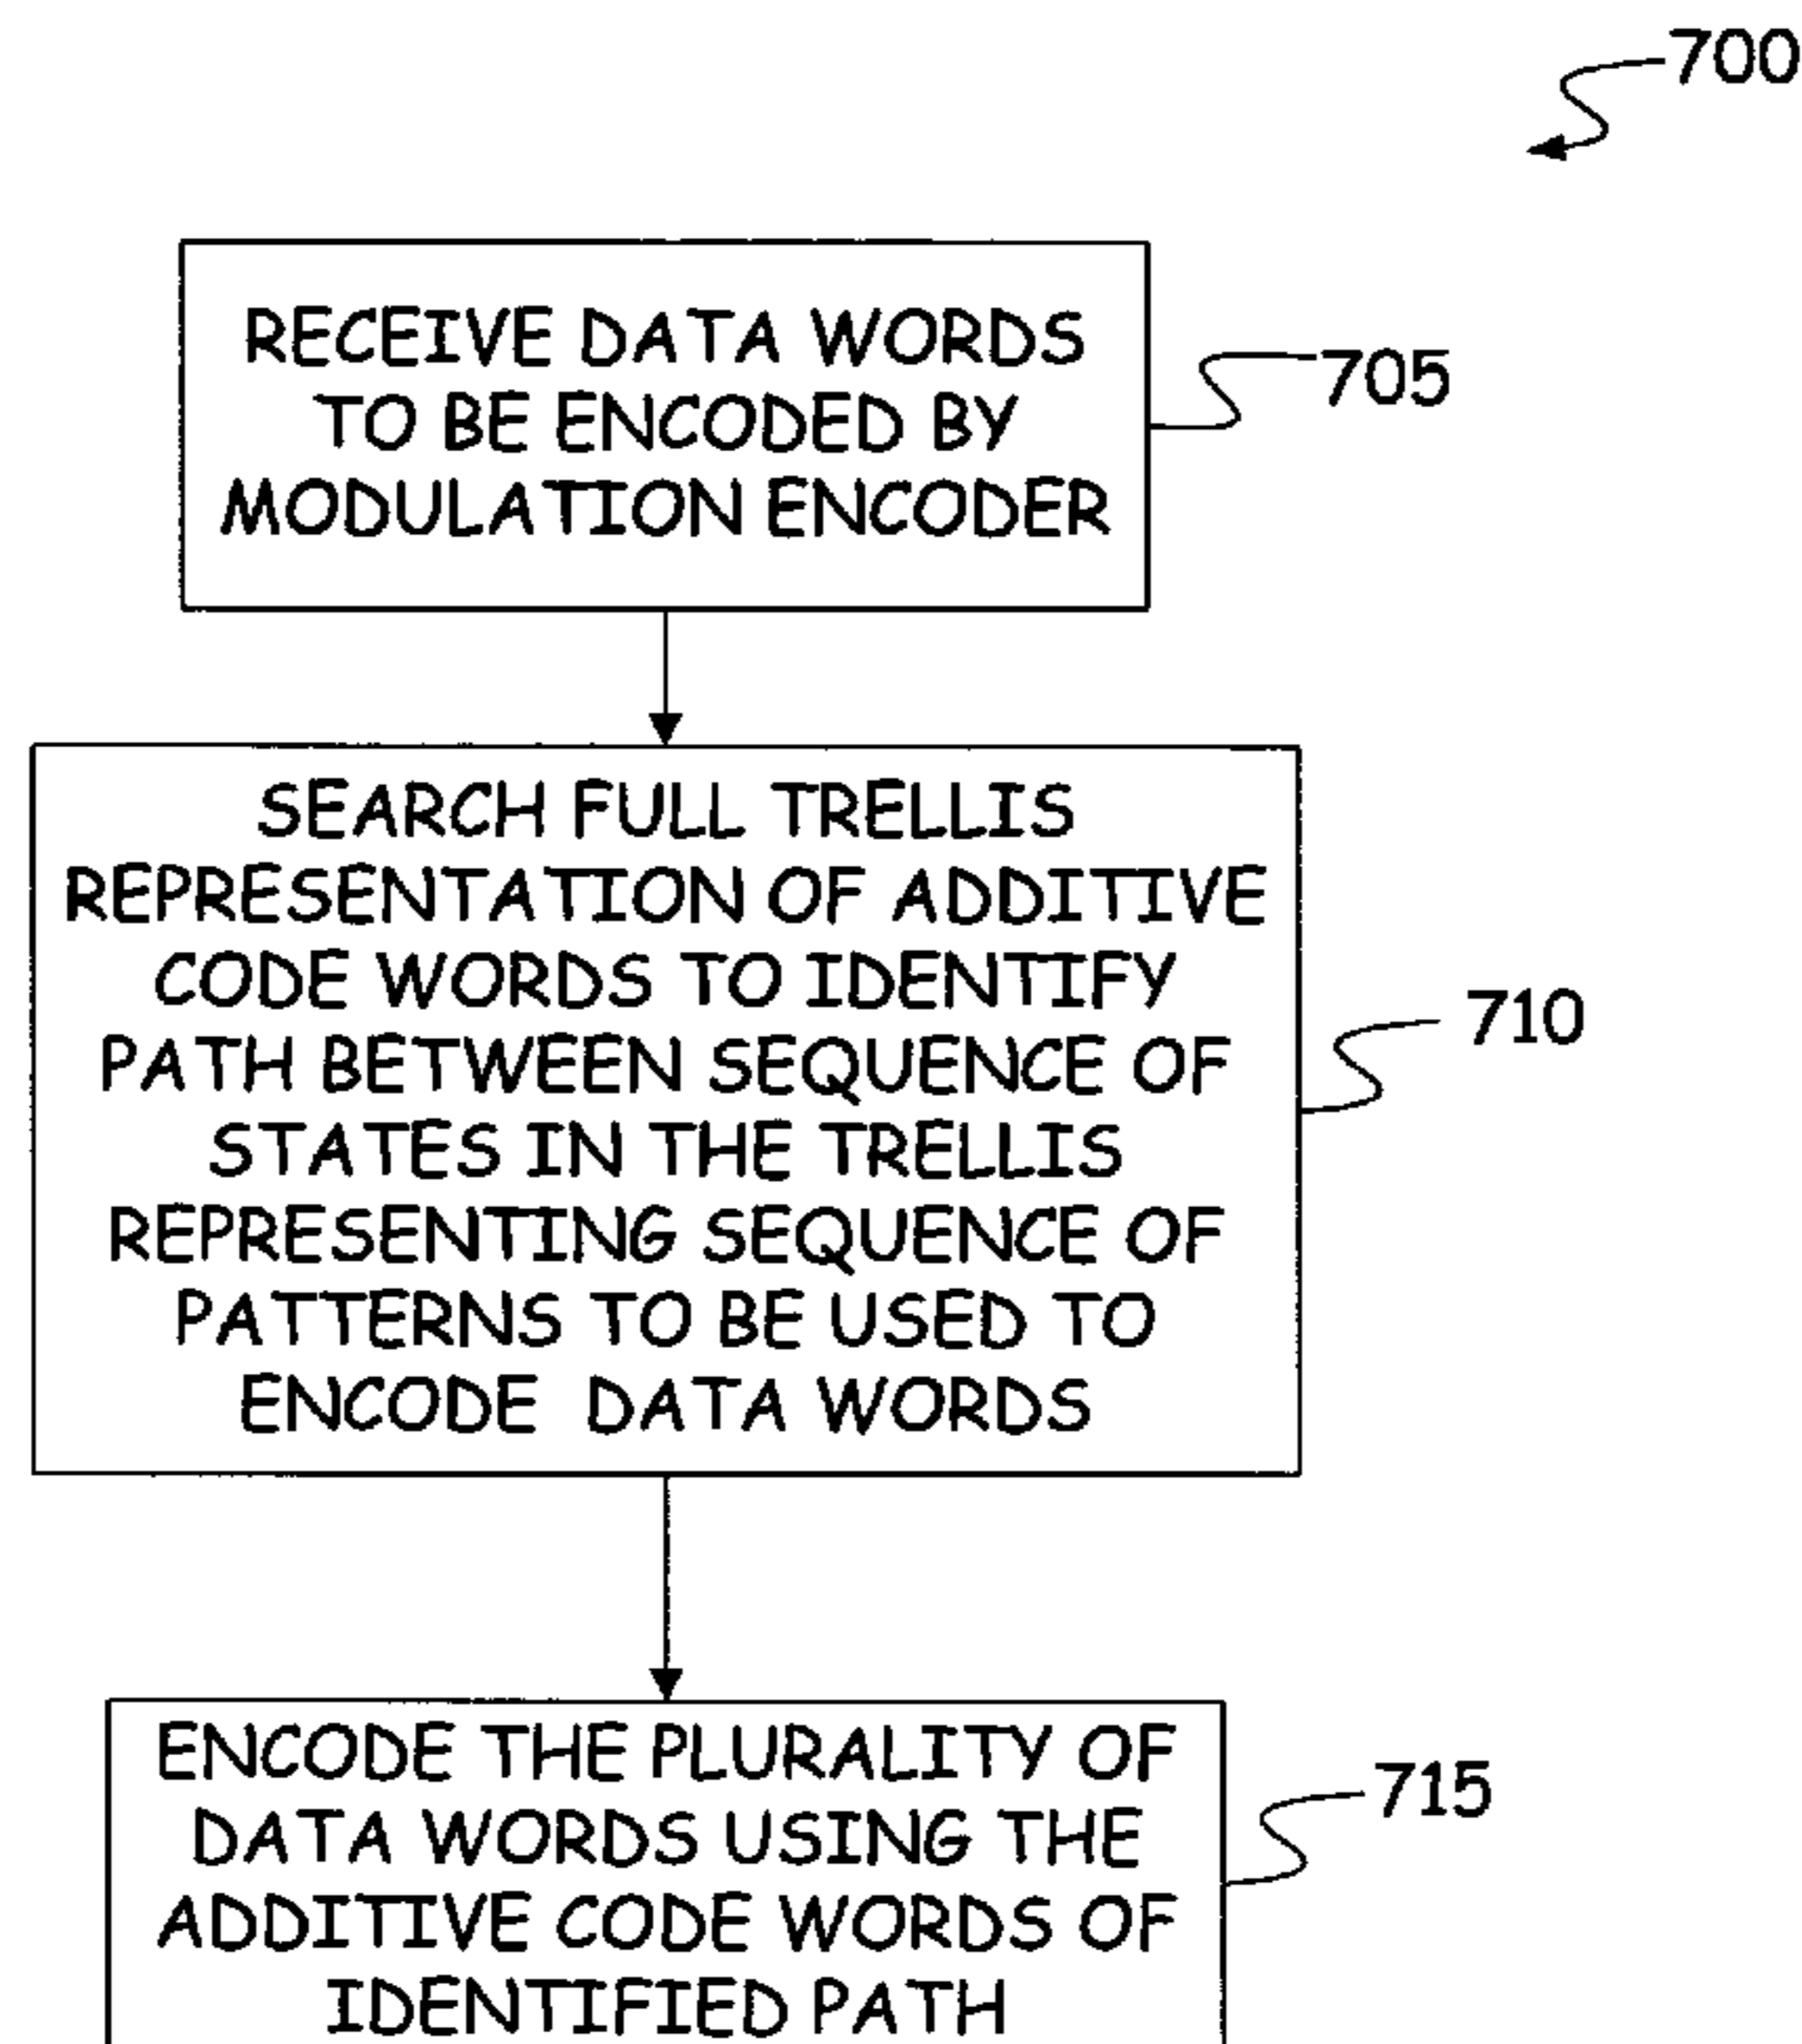 700
RECEIVE DATA WORDS
TO BE ENCODED BY
MODULATION ENCODER
705
SEARCH FULL TRELLIS
REPRESENTATION OF ADDITIVE
CODE WORDS TO IDENTIFY
PATH BETWEEN SEQUENCE OF
STATES IN THE TRELLIS
REPRESENTING SEQUENCE OF
PATTERNS TO BE USED TO
ENCODE DATA WORDS
710
ENCODE THE PLURALITY OF
DATA WORDS USING THE
ADDITIVE CODE WORDS OF
IDENTIFIED PATH
715